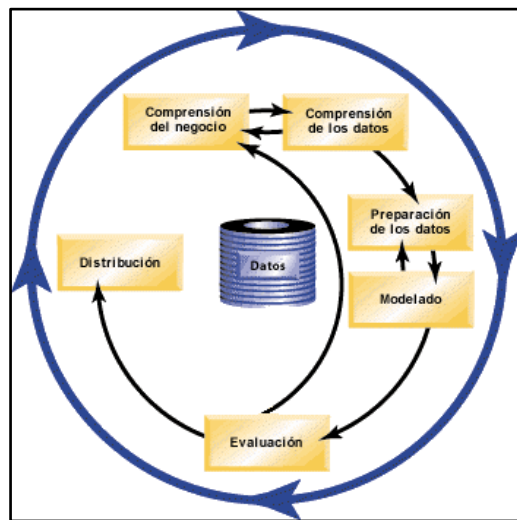 Comprensión
del negocio
Comprensión
de los datos
Preparación
de los datos
Distribución
Datos
Modelado
Evaluación